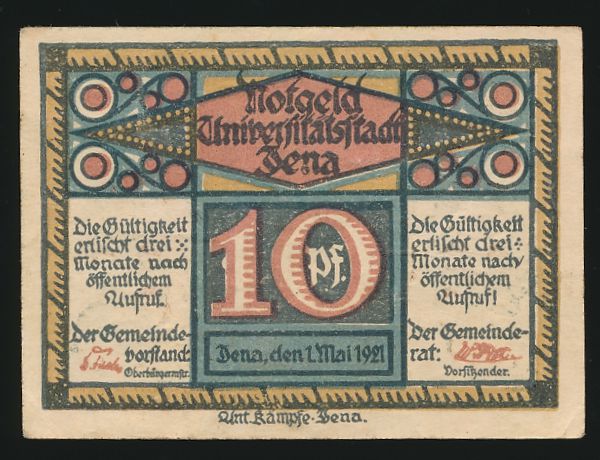 Notgeld
Universitätsstadt
Jena
Die Gültigkeit
erlischt drei
Monate nach
öffentlichem
Aufruf.
Der Gemeinde-
vorstand:
Oberbürgermstr.
10
Pf.
Jena, den 1. Mai 1921
Die Gültigkeit
erlischt drei
Monate nach
öffentlichem
Aufruf!
Der Gemeinde-
rat:
Vorsitzender.
Ant. Kämpfe-Jena.